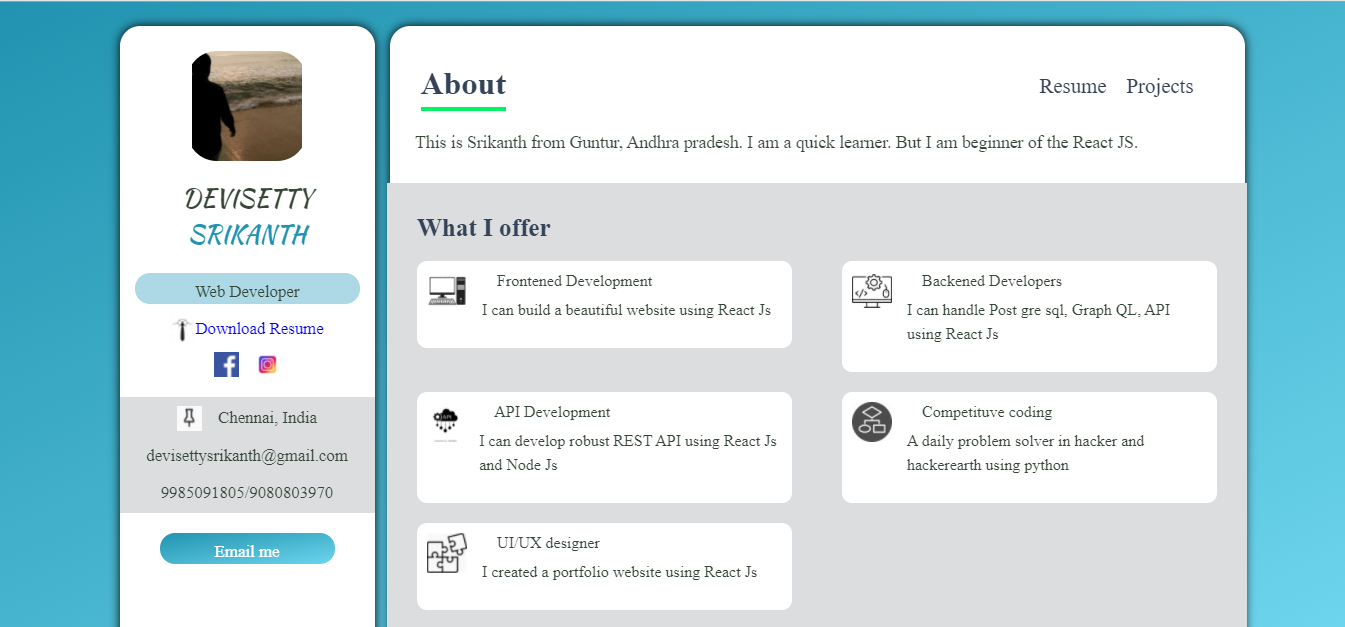 DEVISETTY
SRIKANTH
Web Developer
Download Resume
Chennai, India
devisettysrikanth@gmail.com
9985091805/9080803970
Email me
About
Resume
Projects
This is Srikanth from Guntur, Andhra pradesh. I am a quick learner. But I am beginner of the React JS.
What I offer
Frontened Development
I can build a beautiful website using React Js
Backened Developers
I can handle Post gre sql, Graph QL, API
using React Js
API
API Development
I can develop robust REST API using React Js
and Node Js
Competituve coding
A daily problem solver in hacker and
hackerearth using python
UI/UX designer
I created a portfolio website using React Js